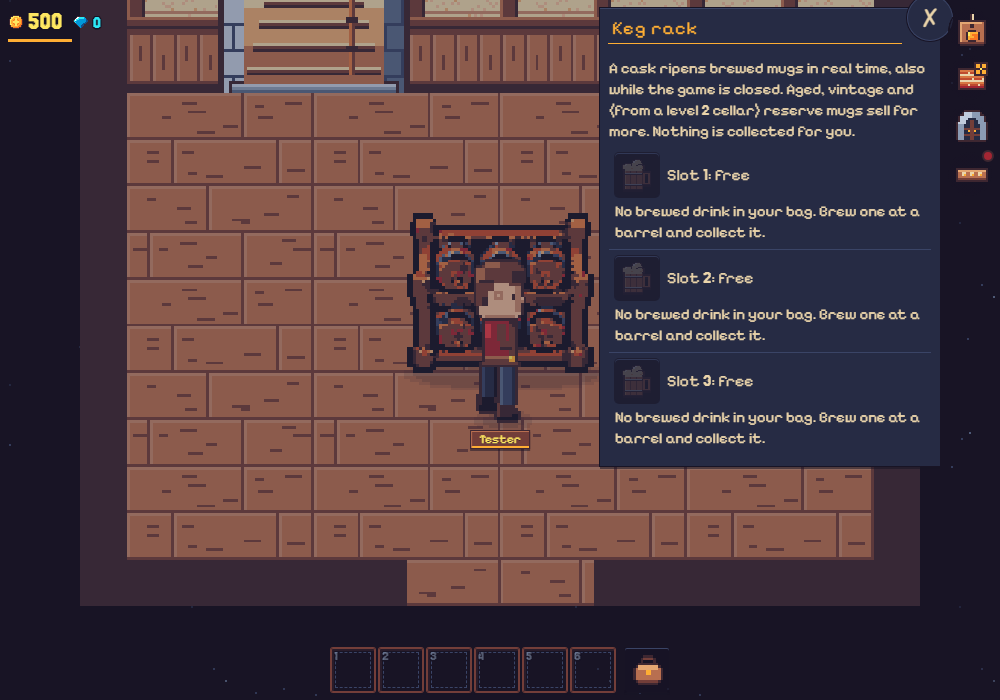 500
0
Keg rack
X
A cask ripens brewed mugs in real time, also
while the game is closed. Aged, vintage and
(from a level 2 cellar) reserve mugs sell for
more. Nothing is collected for you.
Slot 1: Free
No brewed drink in your bag. Brew one at a
barrel and collect it.
Slot 2: Free
No brewed drink in your bag. Brew one at a
barrel and collect it.
Slot 3: Free
No brewed drink in your bag. Brew one at a
barrel and collect it.
Tester
1 2 3 4 5 6